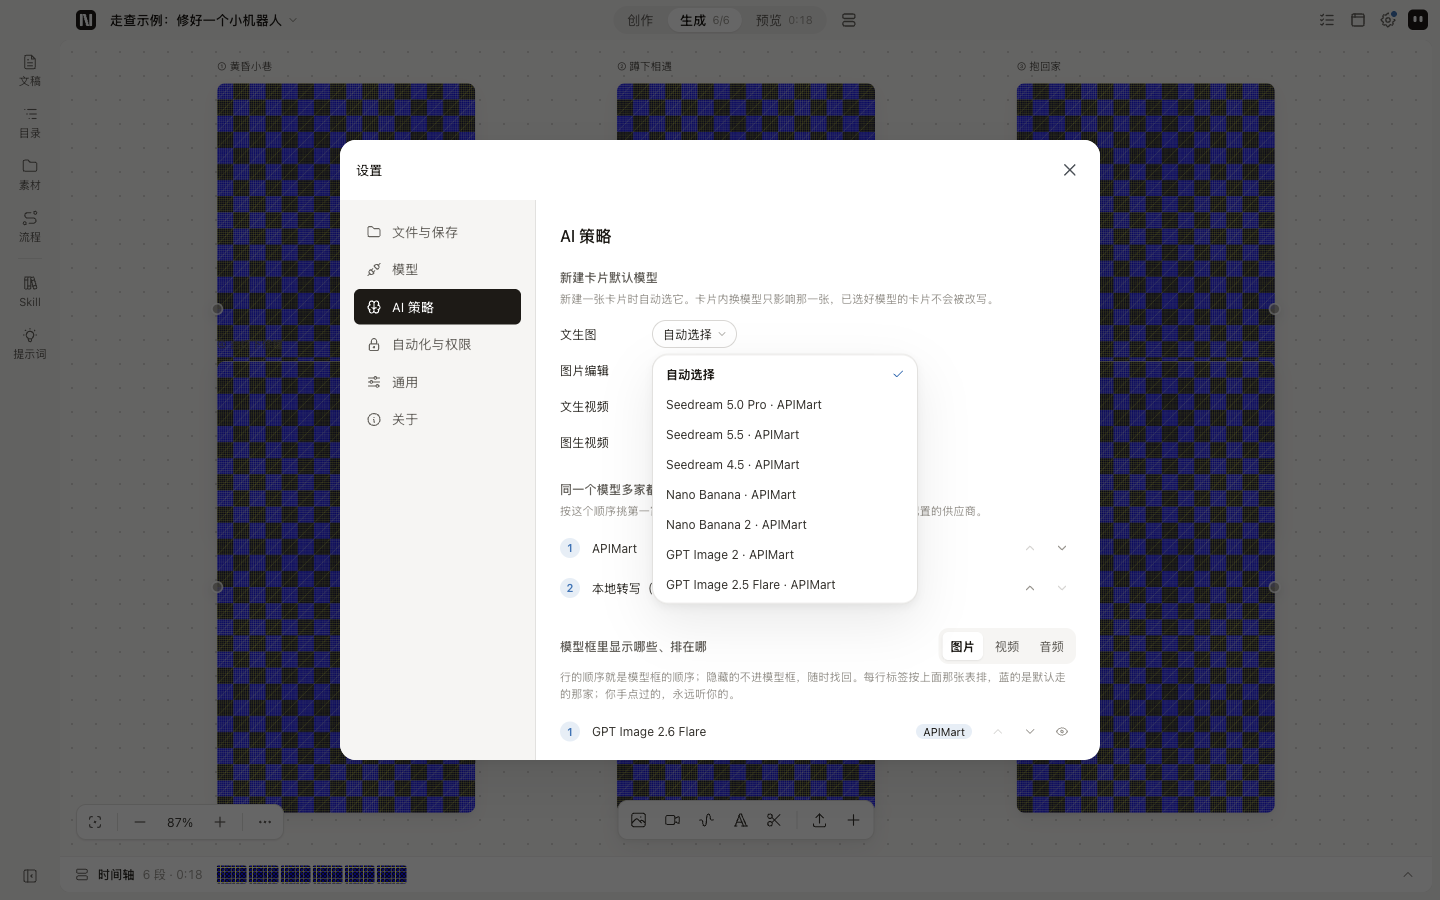 走查示例：修好一个小机器人
创作
生成 6/6
预览 0:18
文稿
目录
素材
流程
Skill
提示词
① 黄昏小巷
② 蹲下相遇
③ 抱回家
设置
文件与保存
模型
AI 策略
自动化与权限
通用
关于
AI 策略
新建卡片默认模型
新建一张卡片时自动选它。卡片内换模型只影响那一张，已选好模型的卡片不会被改写。
文生图 自动选择
图片编辑
文生视频
图生视频
自动选择
Seedream 5.0 Pro · APIMart
Seedream 5.5 · APIMart
Seedream 4.5 · APIMart
Nano Banana · APIMart
Nano Banana 2 · APIMart
GPT Image 2 · APIMart
GPT Image 2.5 Flare · APIMart
同一个模型多家
按这个顺序挑第一 置的供应商。
1 APIMart
2 本地转写（
模型框里显示哪些、排在哪
图片 视频 音频
行的顺序就是模型框的顺序；隐藏的不进模型框，随时找回。每行标签按上面那张表排，蓝的是默认走
的那家；你手点过的，永远听你的。
1 GPT Image 2.6 Flare APIMart
87%
时间轴 6 段 · 0:18